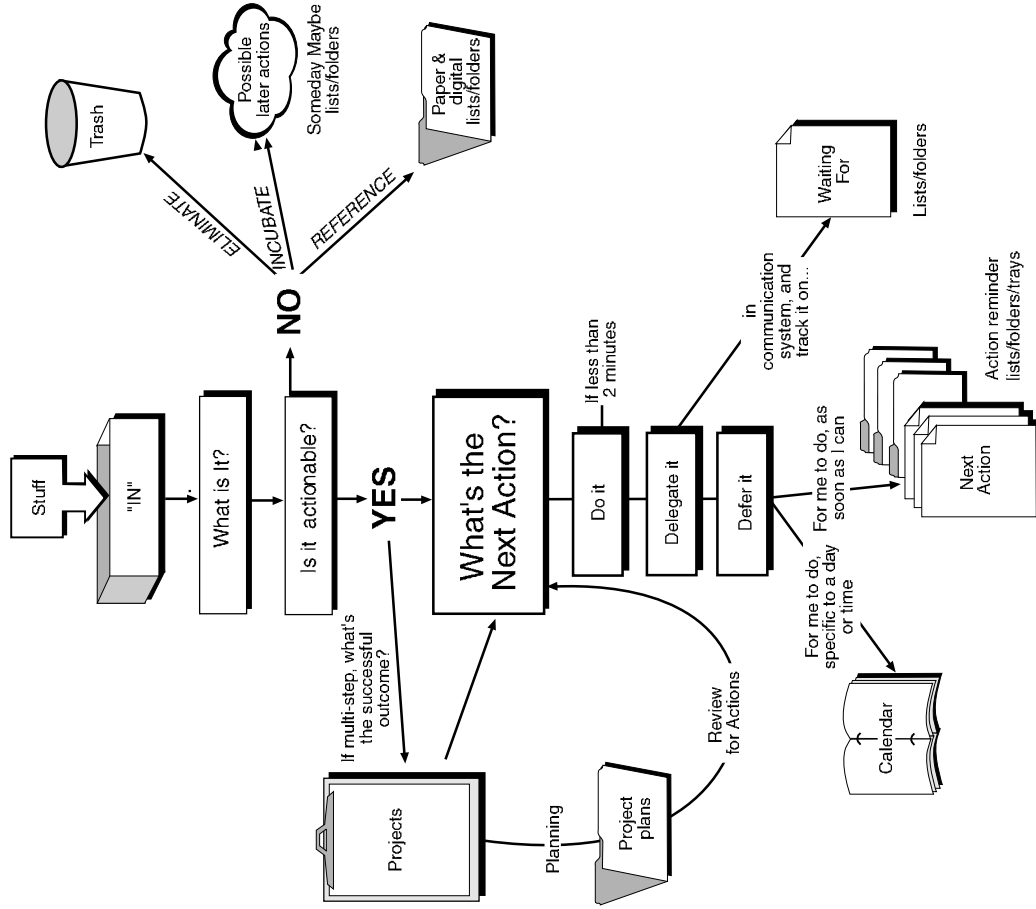 Stuff
"IN"
What is It?
Is it actionable?
NO
ELIMINATE
Trash
INCUBATE
Possible
later actions
Someday Maybe
lists/folders
REFERENCE
Paper &
digital
lists/folders
YES
If multi-step, what's
the successful
outcome?
Projects
Planning
Project
plans
Review
for Actions
What's the
Next Action?
Do it
If less than
2 minutes
Delegate it
in
communication
system, and
track it on...
Waiting
For
Lists/folders
Defer it
For me to do,
specific to a day
or time
Calendar
For me to do, as
soon as I can
Next
Action
Action reminder
lists/folders/trays